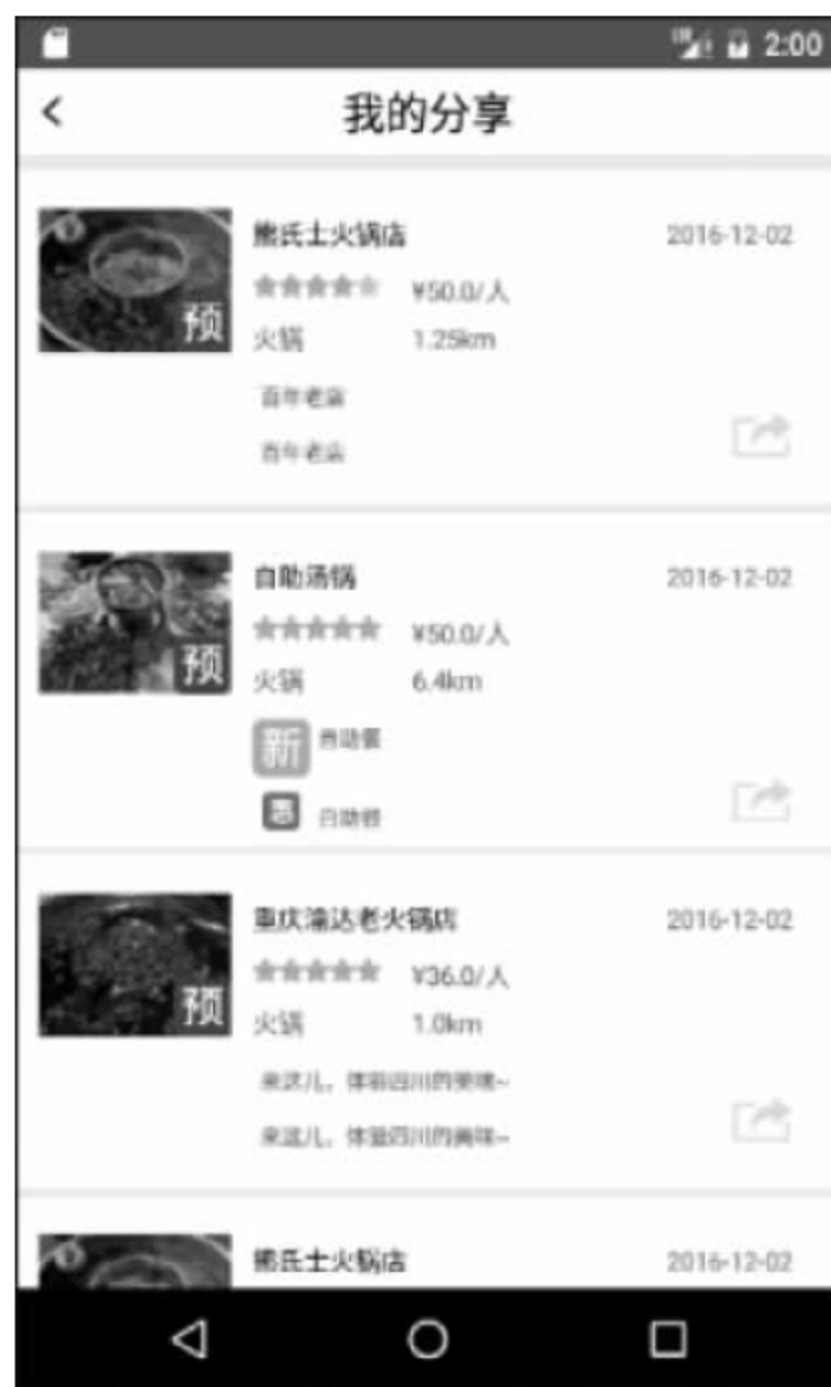 2:00
我的分享
熊氏士火锅店 2016-12-02
¥50.0/人
预
火锅 1.25km
百年老店
百年老店
自助汤锅 2016-12-02
¥50.0/人
预
火锅 6.4km
新 自助餐
自助餐
重庆渝达老火锅店 2016-12-02
¥36.0/人
预
火锅 1.0km
来这儿，体验四川的美味~
来这儿，体验四川的美味~
熊氏士火锅店 2016-12-02